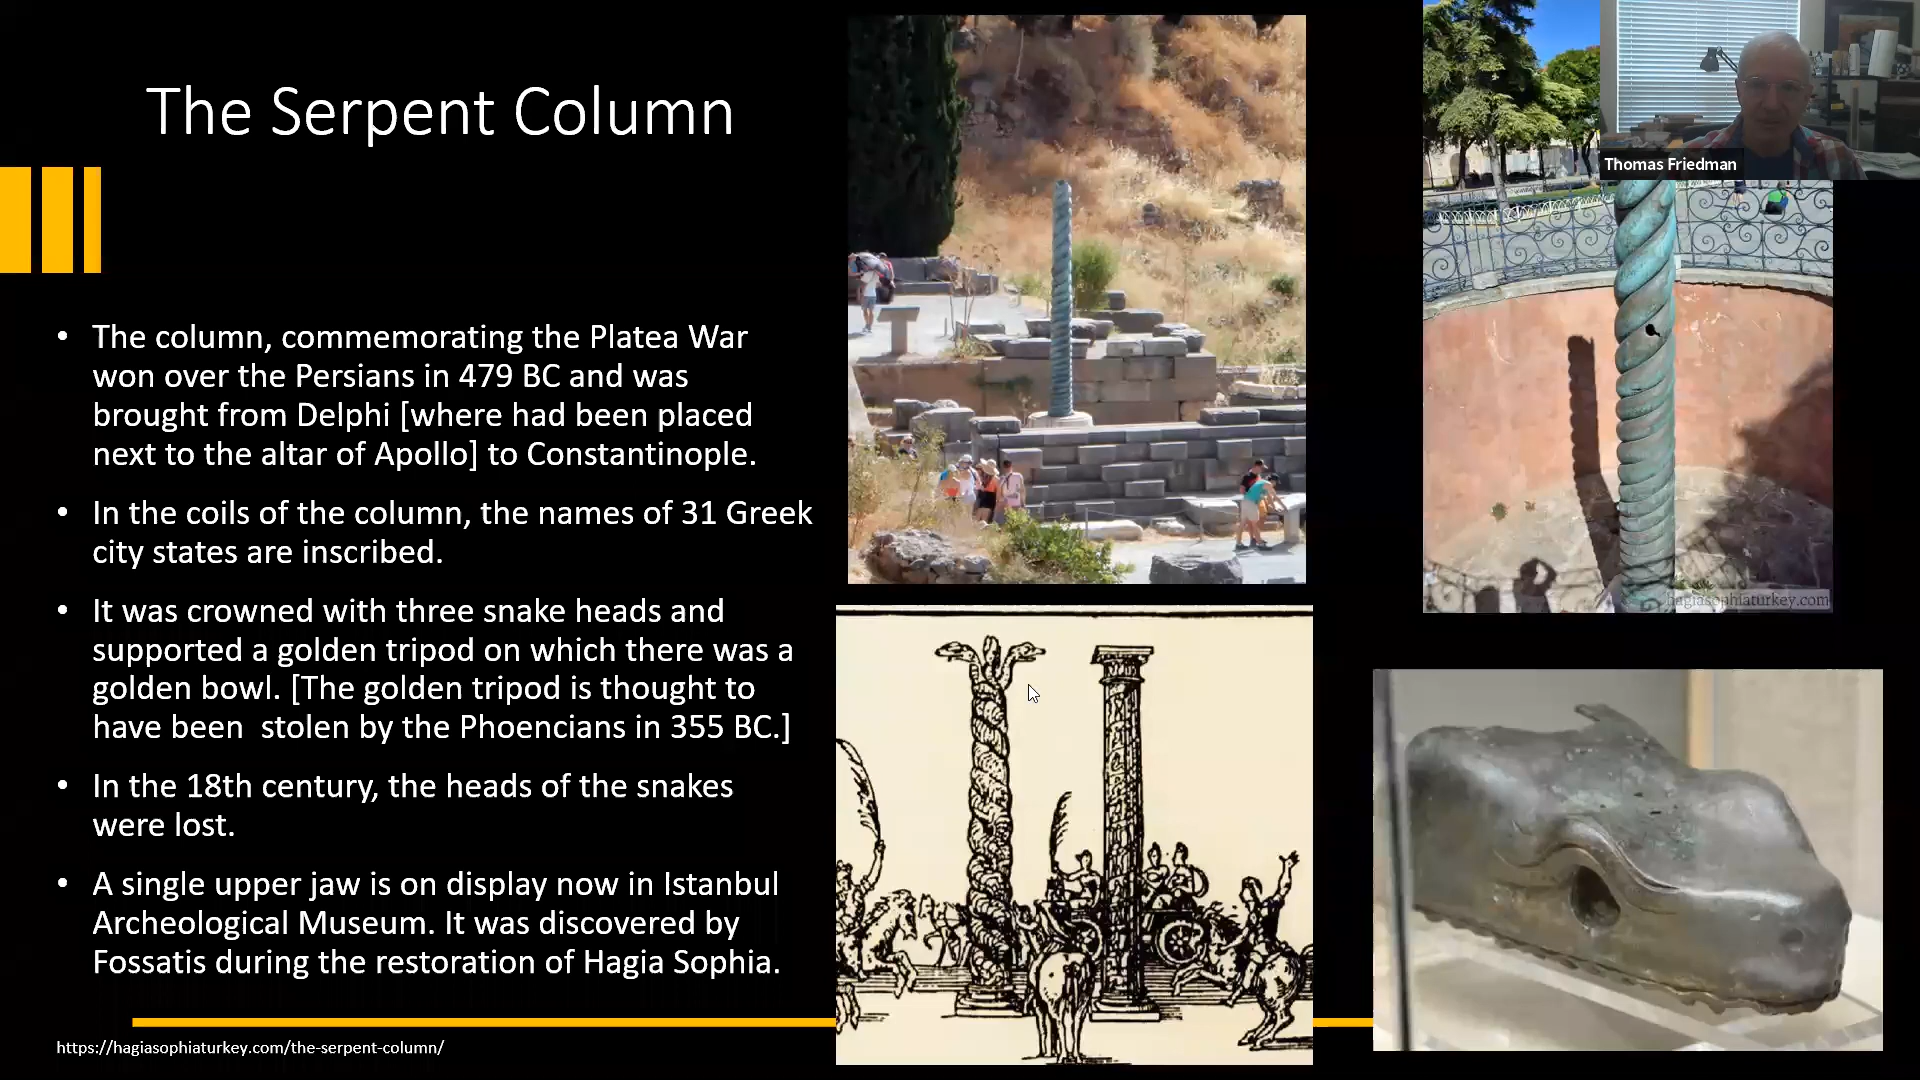 The Serpent Column
• The column, commemorating the Platea War
won over the Persians in 479 BC and was
brought from Delphi [where had been placed
next to the altar of Apollo] to Constantinople.
• In the coils of the column, the names of 31 Greek
city states are inscribed.
• It was crowned with three snake heads and
supported a golden tripod on which there was a
golden bowl. [The golden tripod is thought to
have been  stolen by the Phoencians in 355 BC.]
• In the 18th century, the heads of the snakes
were lost.
• A single upper jaw is on display now in Istanbul
Archeological Museum. It was discovered by
Fossatis during the restoration of Hagia Sophia.
https://hagiasophiaturkey.com/the-serpent-column/
Thomas Friedman
hagiasophiaturkey.com